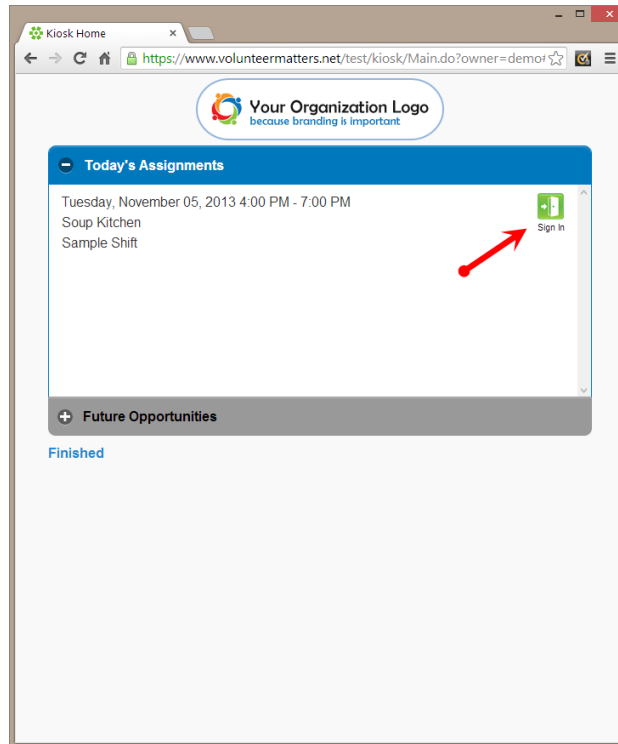 Kiosk Home
https://www.volunteermatters.net/test/kiosk/Main.do?owner=demo
Your Organization Logo
because branding is important
Today's Assignments
Tuesday, November 05, 2013 4:00 PM - 7:00 PM
Sign In
Soup Kitchen
Sample Shift
Future Opportunities
Finished